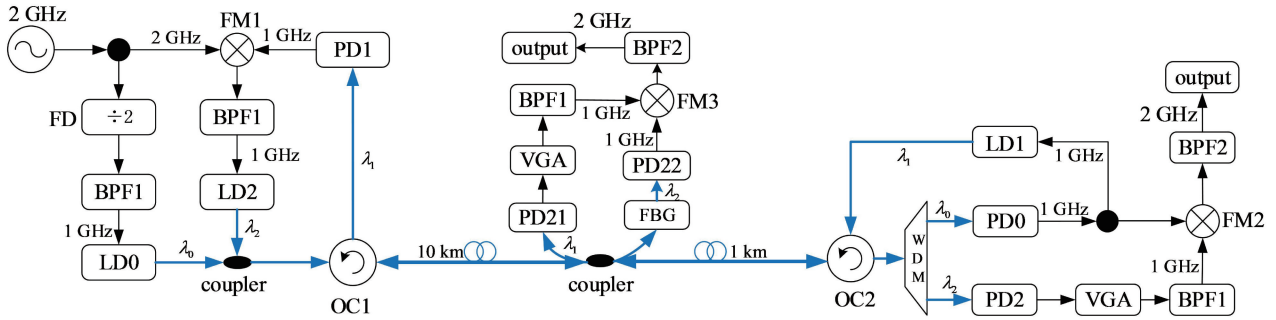 2 GHz
2 GHz
FM1
1 GHz
PD1
FD
÷2
BPF1
1 GHz
BPF1
LD2
1 GHz
LD0
λ0
λ2
coupler
λ1
OC1
10 km
output
2 GHz
BPF2
BPF1
1 GHz
FM3
VGA
1 GHz
PD22
λ2
PD21
FBG
λ1
coupler
1 km
OC2
λ1
LD1
1 GHz
WDM
λ0
PD0
1 GHz
output
2 GHz
BPF2
FM2
1 GHz
λ2
PD2
VGA
BPF1